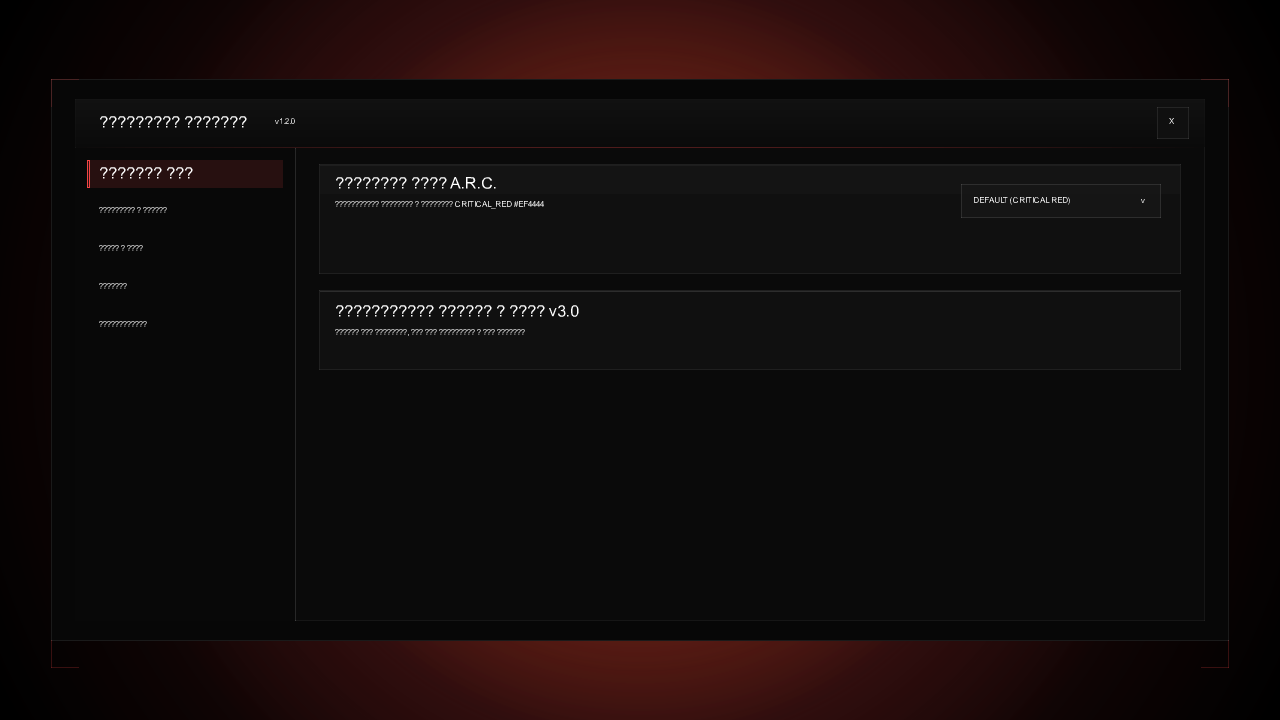 ????????? ??????? v1.2.0 X
??????? ???
????????? ? ??????
????? ? ????
???????
????????????
???????? ???? A.R.C.
??????????? ???????? ? ???????? CRITICAL_RED #EF4444
DEFAULT (CRITICAL RED) v
??????????? ?????? ? ???? v3.0
?????? ??? ????????, ??? ??? ????????? ? ??? ???????